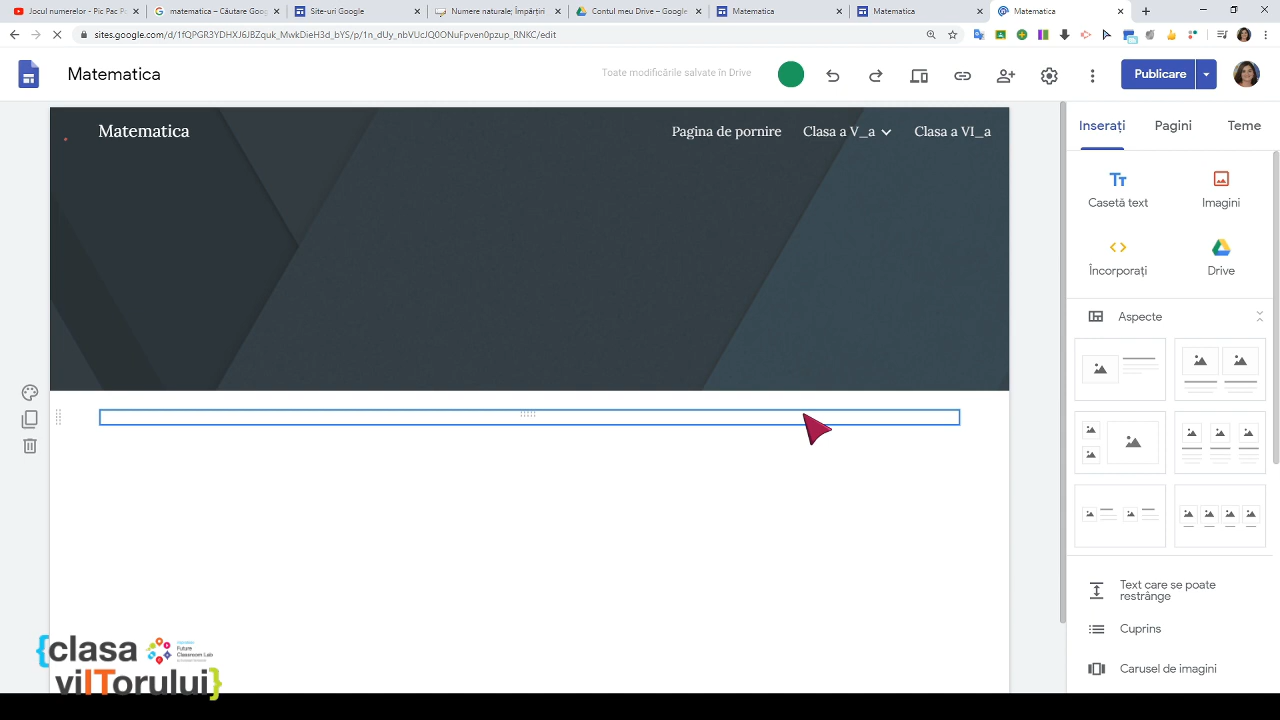 Jocul numerelor - Pic Pac P
matematica – Căutare Goog
Site-uri Google
Numere naturale; Împărțiri
Contul meu Drive – Google
Matematica
Matematica
Matematica
sites.google.com/d/1fQPGR3YDHXJ6JBZquk_MwkDieH3d_bYS/p/1n_dUy_nbVUcJQ0ONuFpven0pzup_RNKC/edit
Matematica
Toate modificările salvate în Drive
Publicare
Matematica
Pagina de pornire
Clasa a V_a
Clasa a VI_a
Inserați
Pagini
Teme
Casetă text
Imagini
Încorporați
Drive
Aspecte
Text care se poate
restrânge
Cuprins
Carusel de imagini
{clasa
viITorului}
Future
Classroom Lab